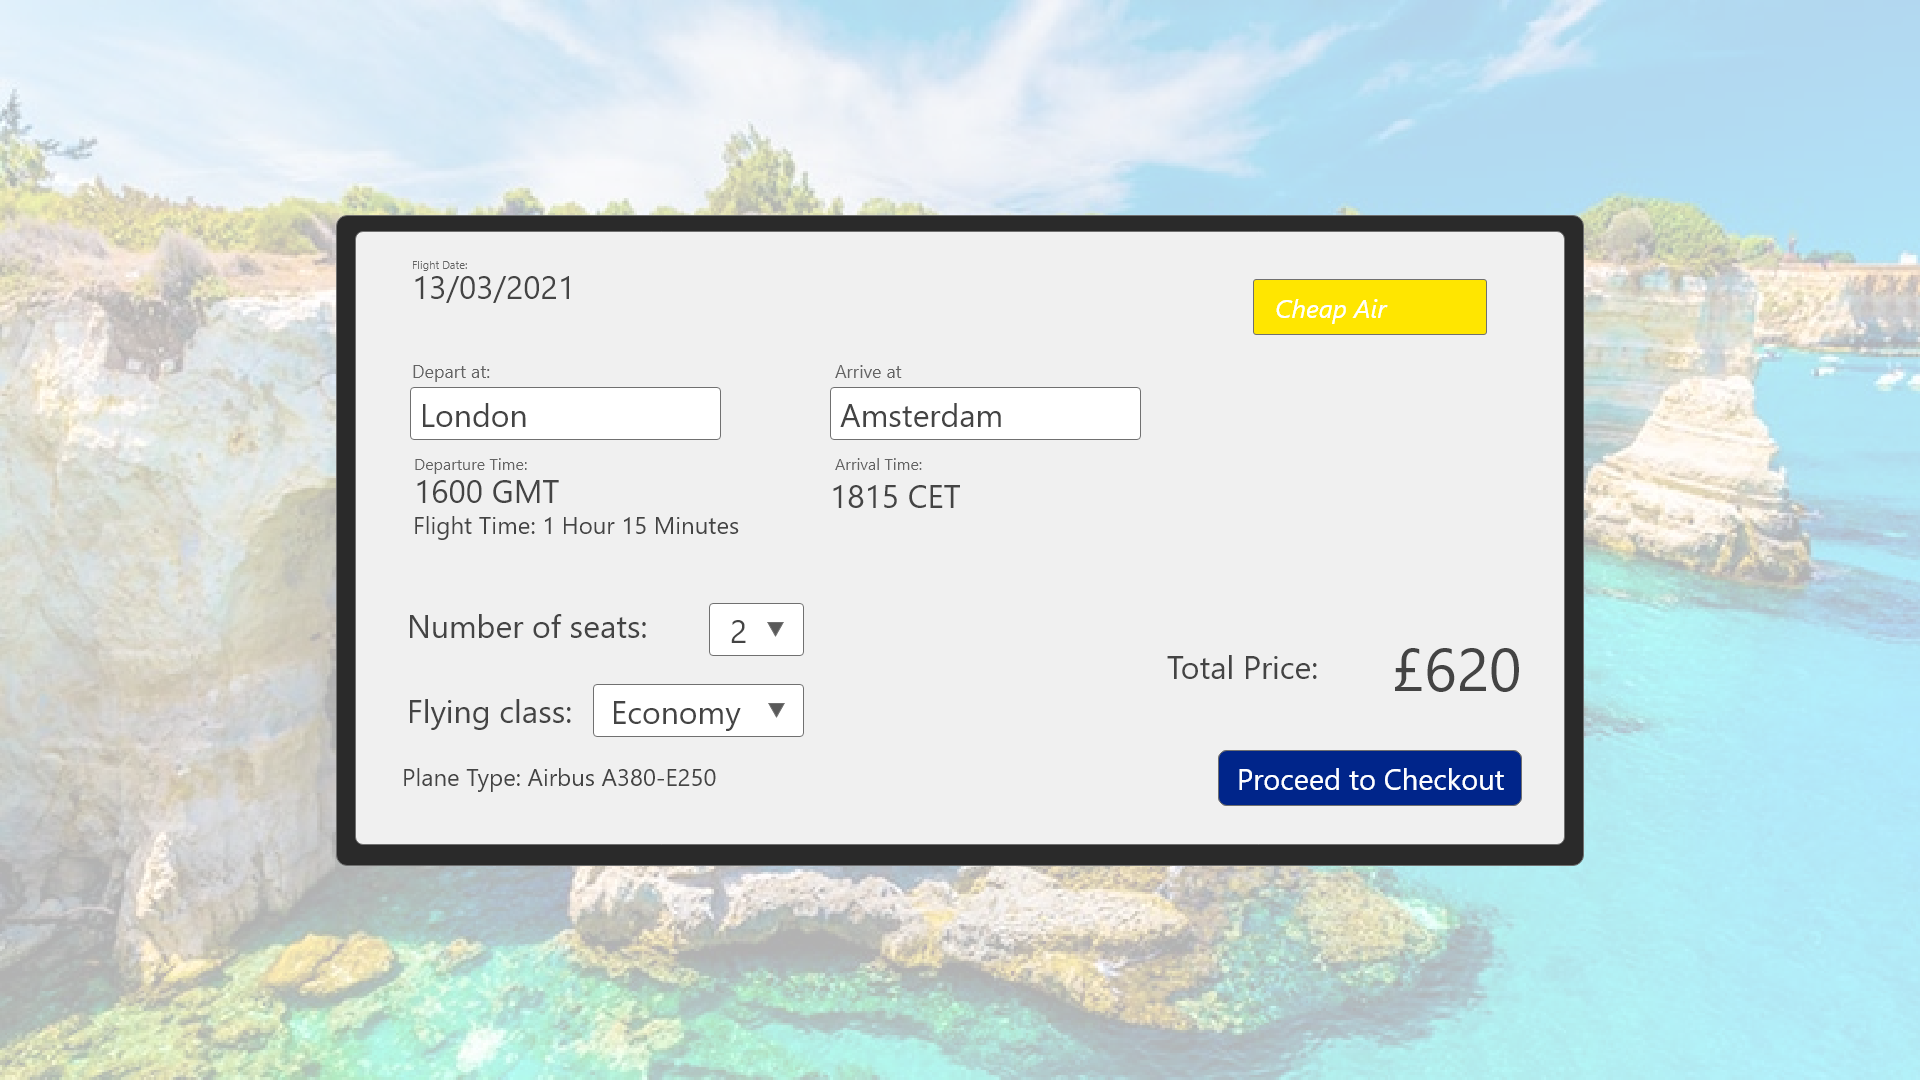 Flight Date:
13/03/2021
Cheap Air
Depart at:
Arrive at
London
Amsterdam
Departure Time:
Arrival Time:
1600 GMT
1815 CET
Flight Time: 1 Hour 15 Minutes
Number of seats:
2
Total Price:
£620
Flying class:
Economy
Plane Type: Airbus A380-E250
Proceed to Checkout